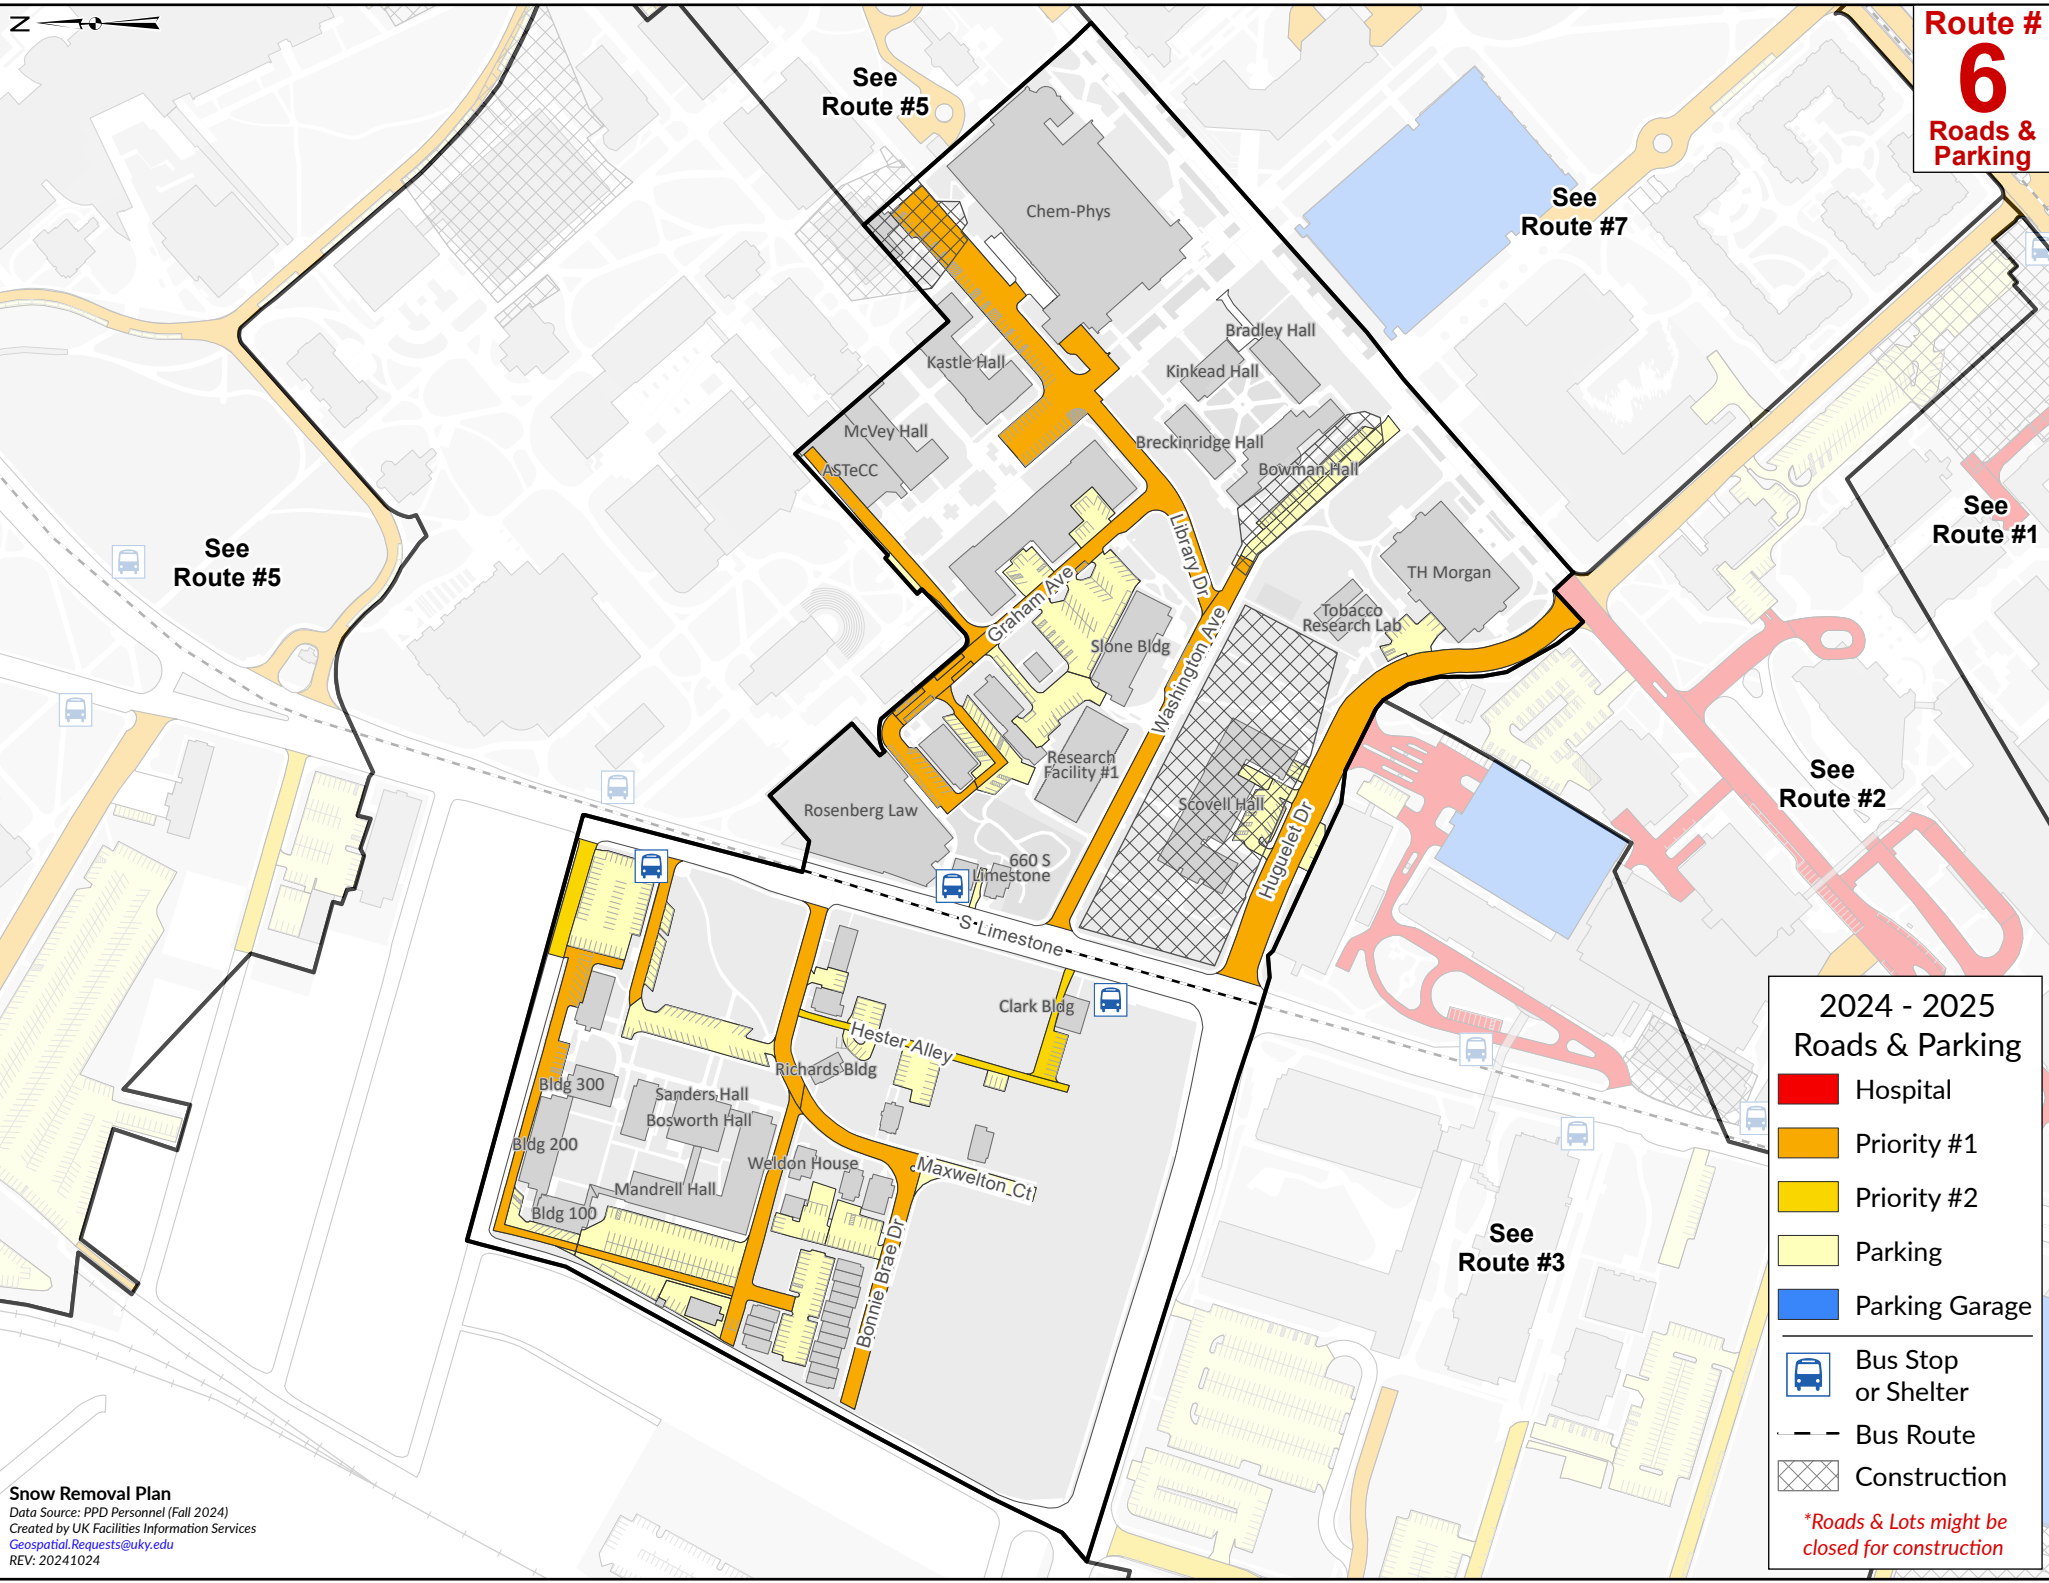 N
Route #
6
Roads &
Parking
See
Route #5
See
Route #7
Chem-Phys
Bradley Hall
Kinkead Hall
Kastle Hall
McVey Hall
ASTeCC
Breckinridge Hall
Bowman Hall
See
Route #1
See
Route #5
Library Dr
TH Morgan
Graham Ave
Tobacco
Research Lab
Slone Bldg
Washington Ave
Research
Facility #1
See
Route #2
Rosenberg Law
Scovell Hall
Huguelet Dr
660 S
Limestone
S Limestone
Clark Bldg
Hester Alley
Richards Bldg
Bldg 300
Sanders Hall
Bosworth Hall
Bldg 200
Weldon House
Maxwelton Ct
Mandrell Hall
Bldg 100
Bonnie Brae Dr
See
Route #3
2024 - 2025
Roads & Parking
Hospital
Priority #1
Priority #2
Parking
Parking Garage
Bus Stop
or Shelter
Bus Route
Construction
*Roads & Lots might be
closed for construction
Snow Removal Plan
Data Source: PPD Personnel (Fall 2024)
Created by UK Facilities Information Services
Geospatial.Requests@uky.edu
REV: 20241024